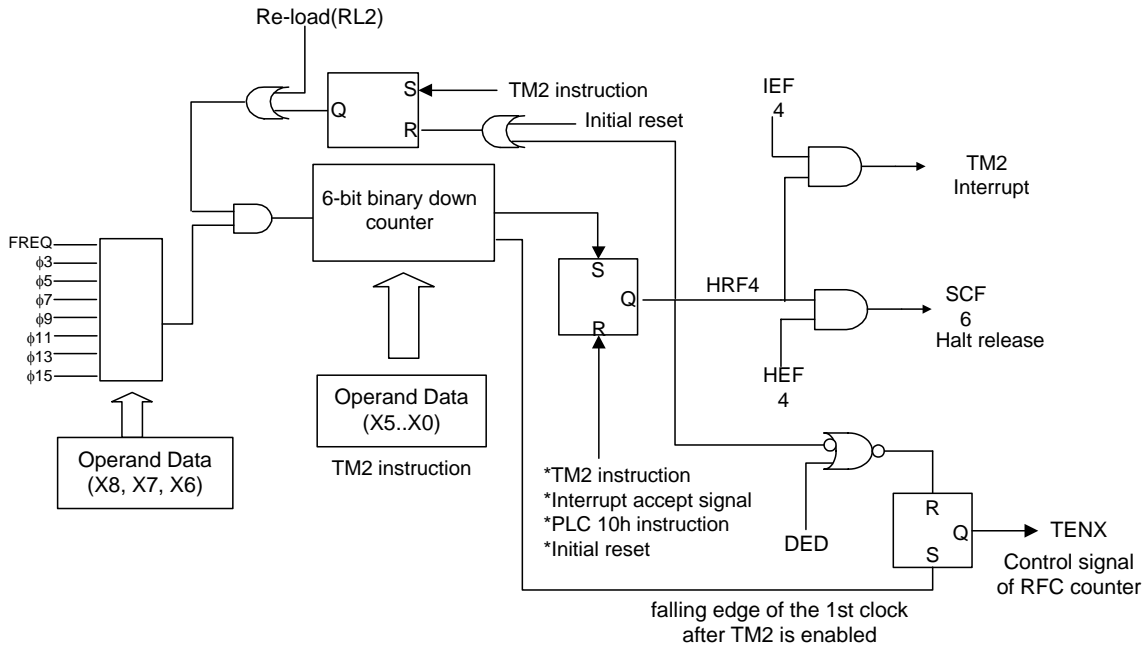 Re-load(RL2)
S
Q
R
TM2 instruction
Initial reset
IEF
4
TM2
Interrupt
6-bit binary down
counter
FREQ
ϕ3
ϕ5
ϕ7
ϕ9
ϕ11
ϕ13
ϕ15
S
Q
R
HRF4
SCF
6
Halt release
HEF
4
Operand Data
(X5..X0)
TM2 instruction
Operand Data
(X8, X7, X6)
*TM2 instruction
*Interrupt accept signal
*PLC 10h instruction
*Initial reset
DED
R
Q
S
TENX
Control signal
of RFC counter
falling edge of the 1st clock
after TM2 is enabled